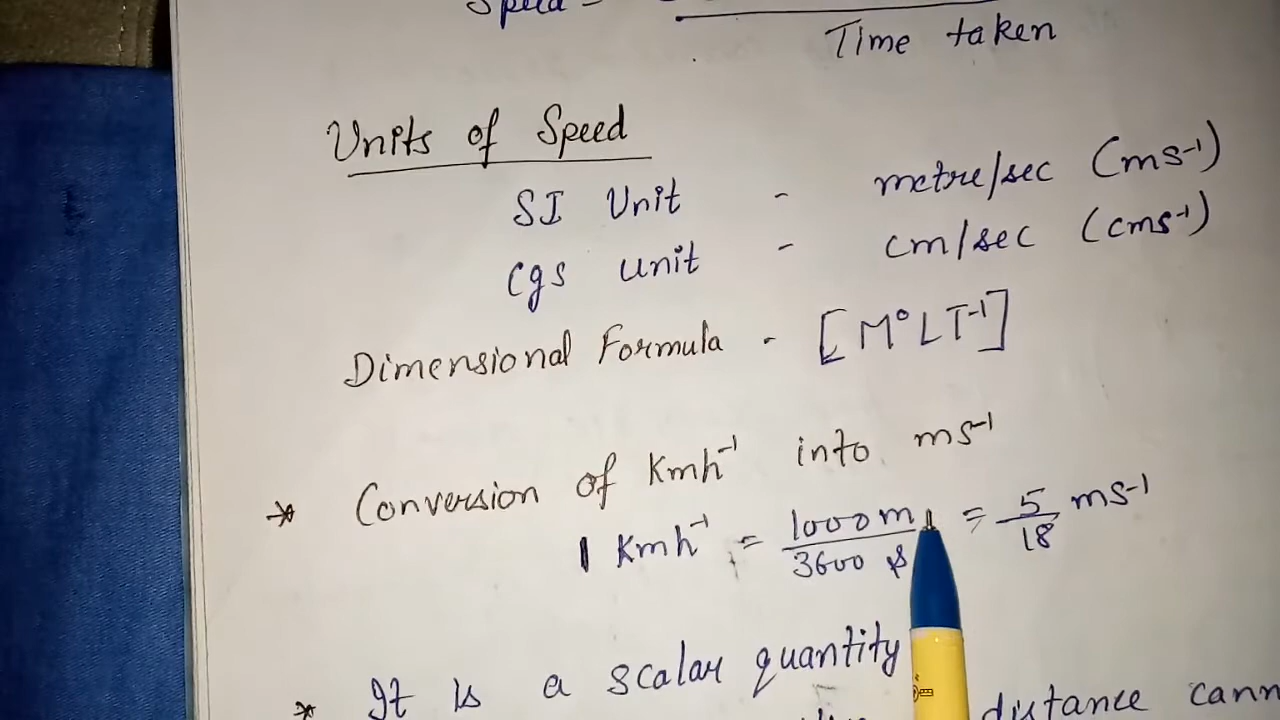 Speed =
Time taken
Units of Speed
SI Unit - metre/sec (ms⁻¹)
Cgs unit - cm/sec (cms⁻¹)
Dimensional Formula - [M⁰LT⁻¹]
* Conversion of Kmh⁻¹ into ms⁻¹
1 Kmh⁻¹ = 1000m/3600 s = 5/18 ms⁻¹
* It is a scalar quantity
distance